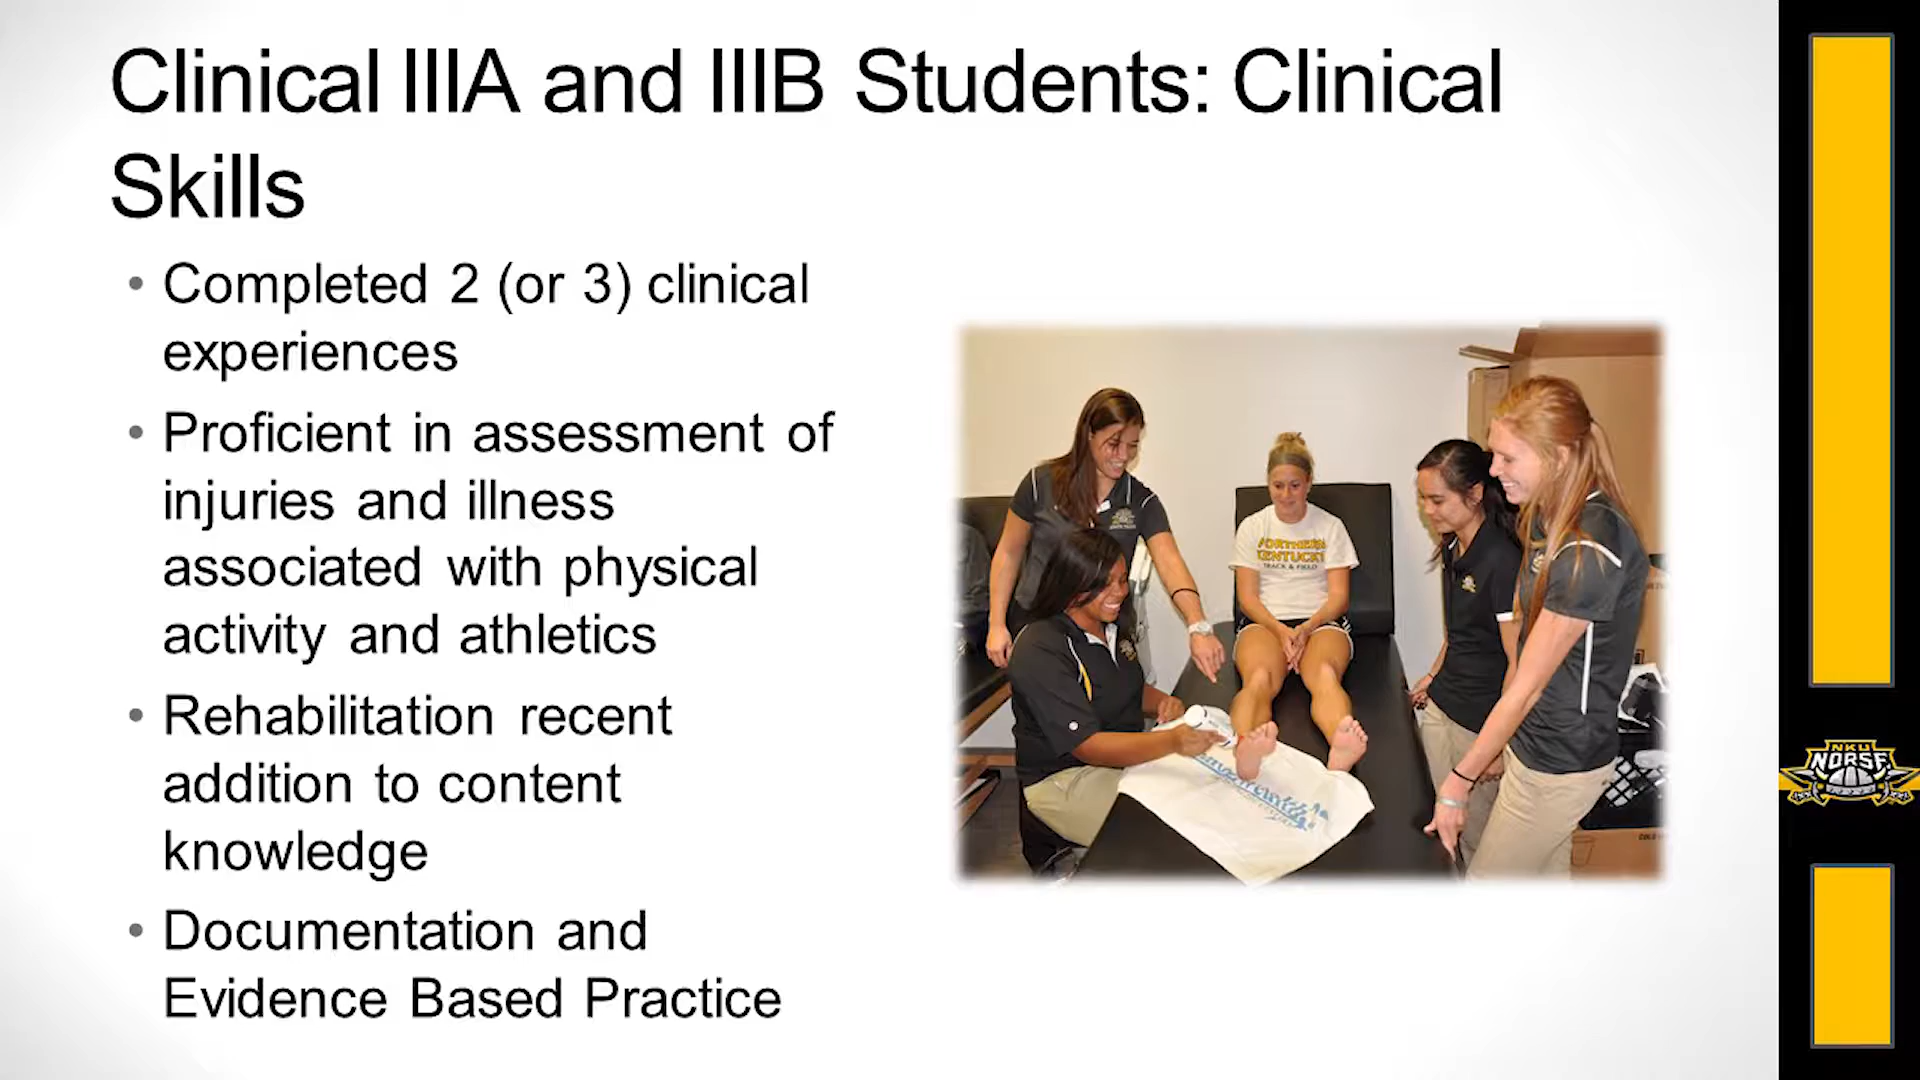 Clinical IIIA and IIIB Students: Clinical
Skills
• Completed 2 (or 3) clinical
experiences
• Proficient in assessment of
injuries and illness
associated with physical
activity and athletics
• Rehabilitation recent
addition to content
knowledge
• Documentation and
Evidence Based Practice
NORTHERN
KENTUCKY
TRACK & FIELD
NKU
NORSE